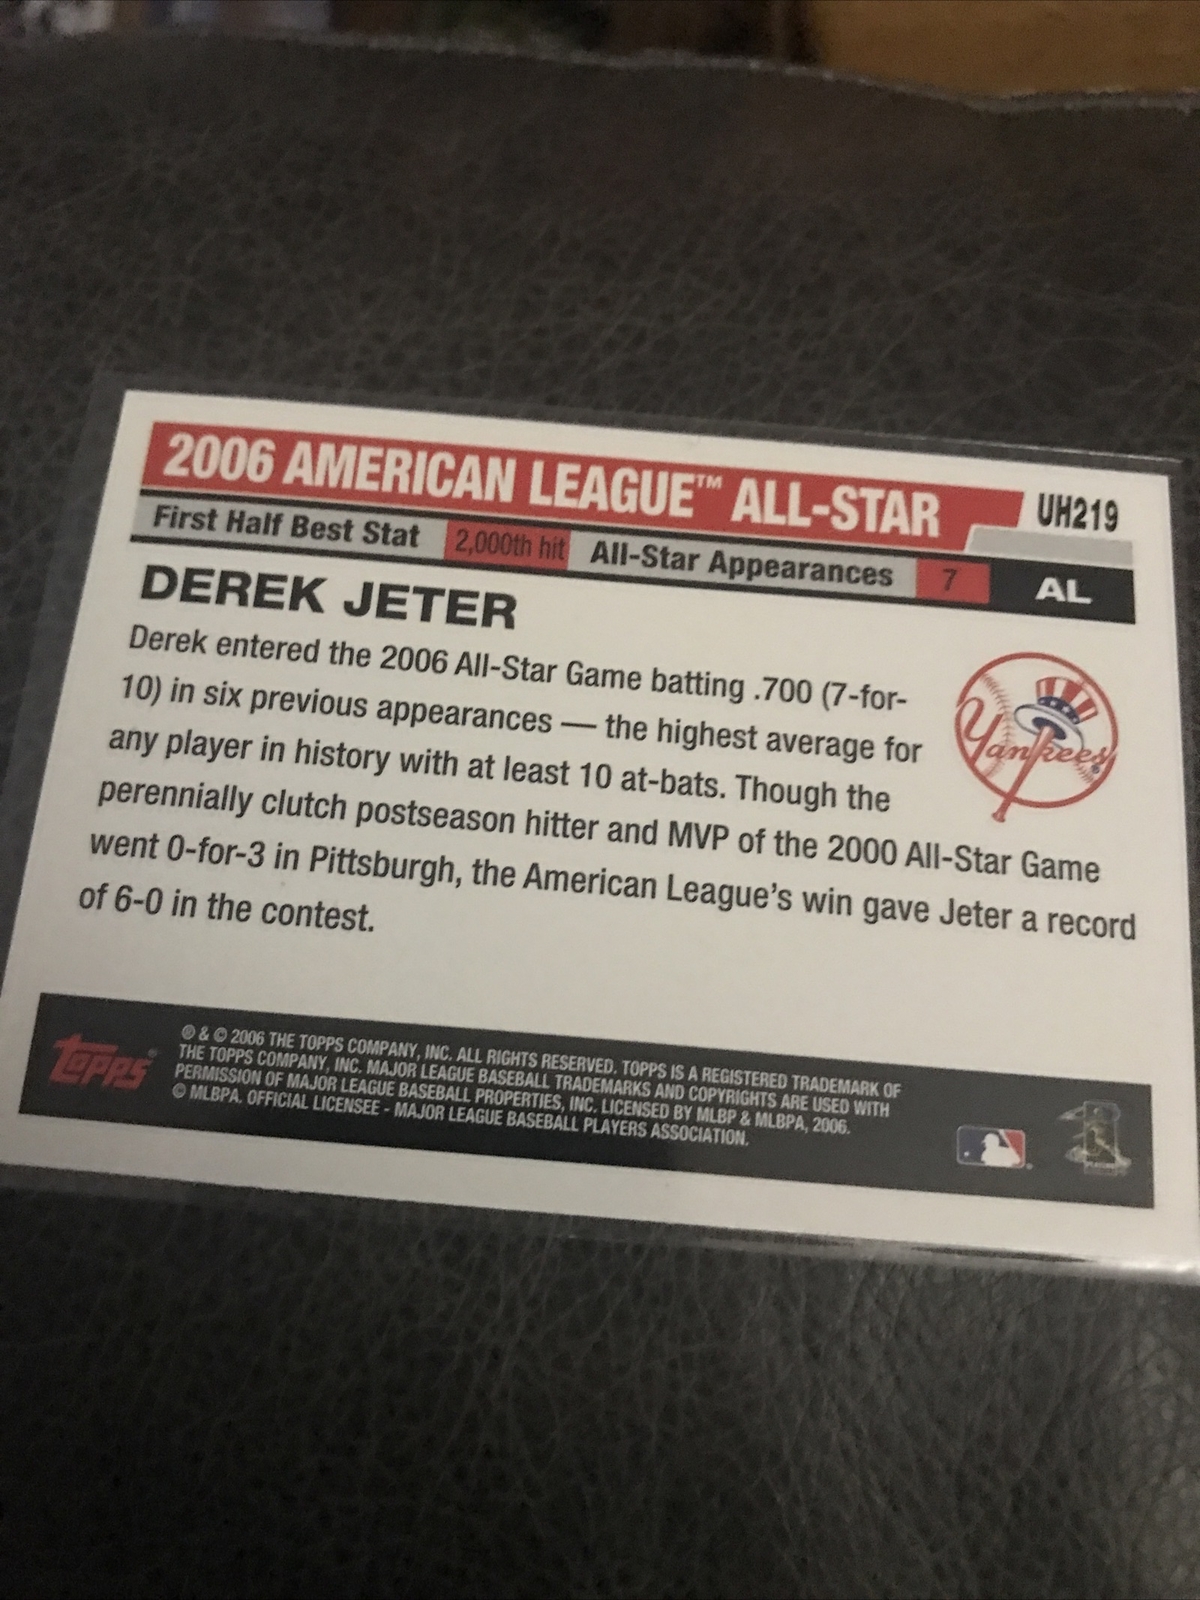 2006 AMERICAN LEAGUE™ ALL-STAR
UH219
First Half Best Stat 2,000th hit All-Star Appearances 7 AL
DEREK JETER
Derek entered the 2006 All-Star Game batting .700 (7-for-
10) in six previous appearances — the highest average for
any player in history with at least 10 at-bats. Though the
perennially clutch postseason hitter and MVP of the 2000 All-Star Game
went 0-for-3 in Pittsburgh, the American League's win gave Jeter a record
of 6-0 in the contest.
Yankees®
topps®
® & © 2006 THE TOPPS COMPANY, INC. ALL RIGHTS RESERVED. TOPPS IS A REGISTERED TRADEMARK OF
THE TOPPS COMPANY, INC. MAJOR LEAGUE BASEBALL TRADEMARKS AND COPYRIGHTS ARE USED WITH
PERMISSION OF MAJOR LEAGUE BASEBALL PROPERTIES, INC. LICENSED BY MLBP & MLBPA, 2006.
© MLBPA. OFFICIAL LICENSEE - MAJOR LEAGUE BASEBALL PLAYERS ASSOCIATION.